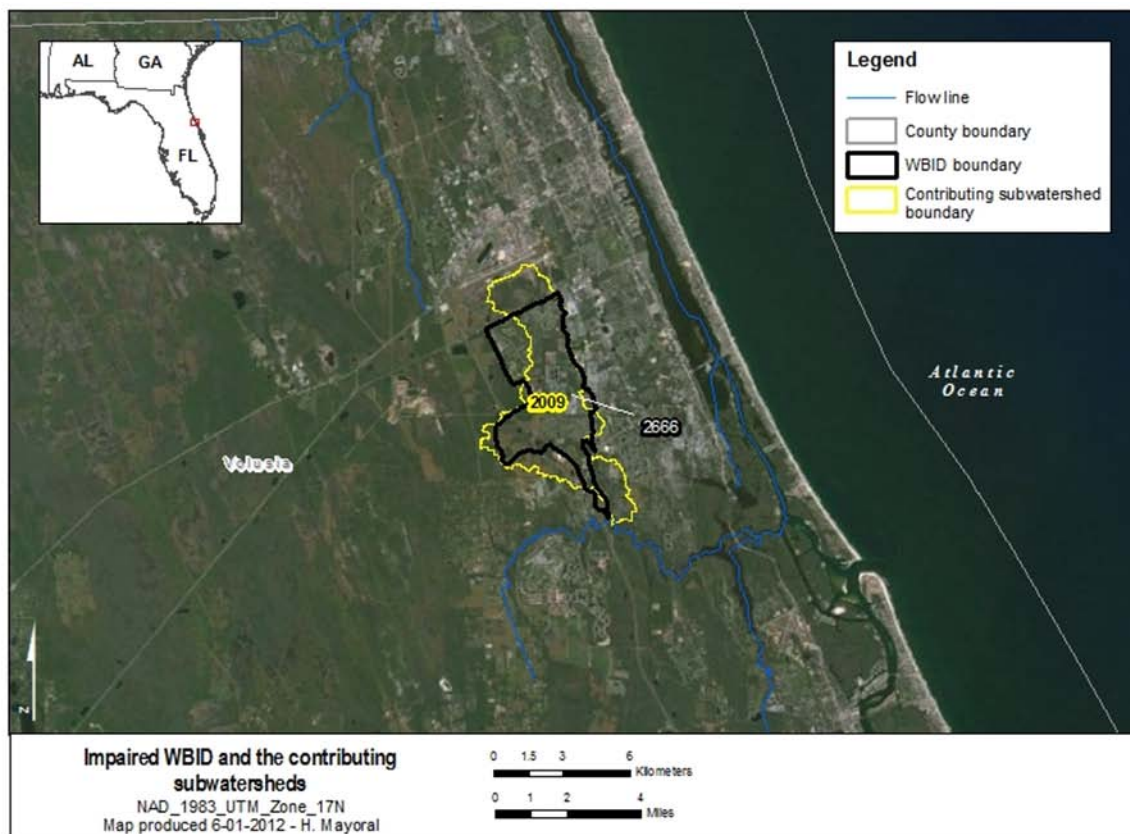 AL
GA
FL
Legend
Flow line
County boundary
WBID boundary
Contributing subwatershed
boundary
Atlantic
Ocean
2009
2666
Volusia
N
Impaired WBID and the contributing
subwatersheds
NAD_1983_UTM_Zone_17N
Map produced 6-01-2012 - H. Mayoral
0 1.5 3 6
Kilometers
0 1 2 4
Miles